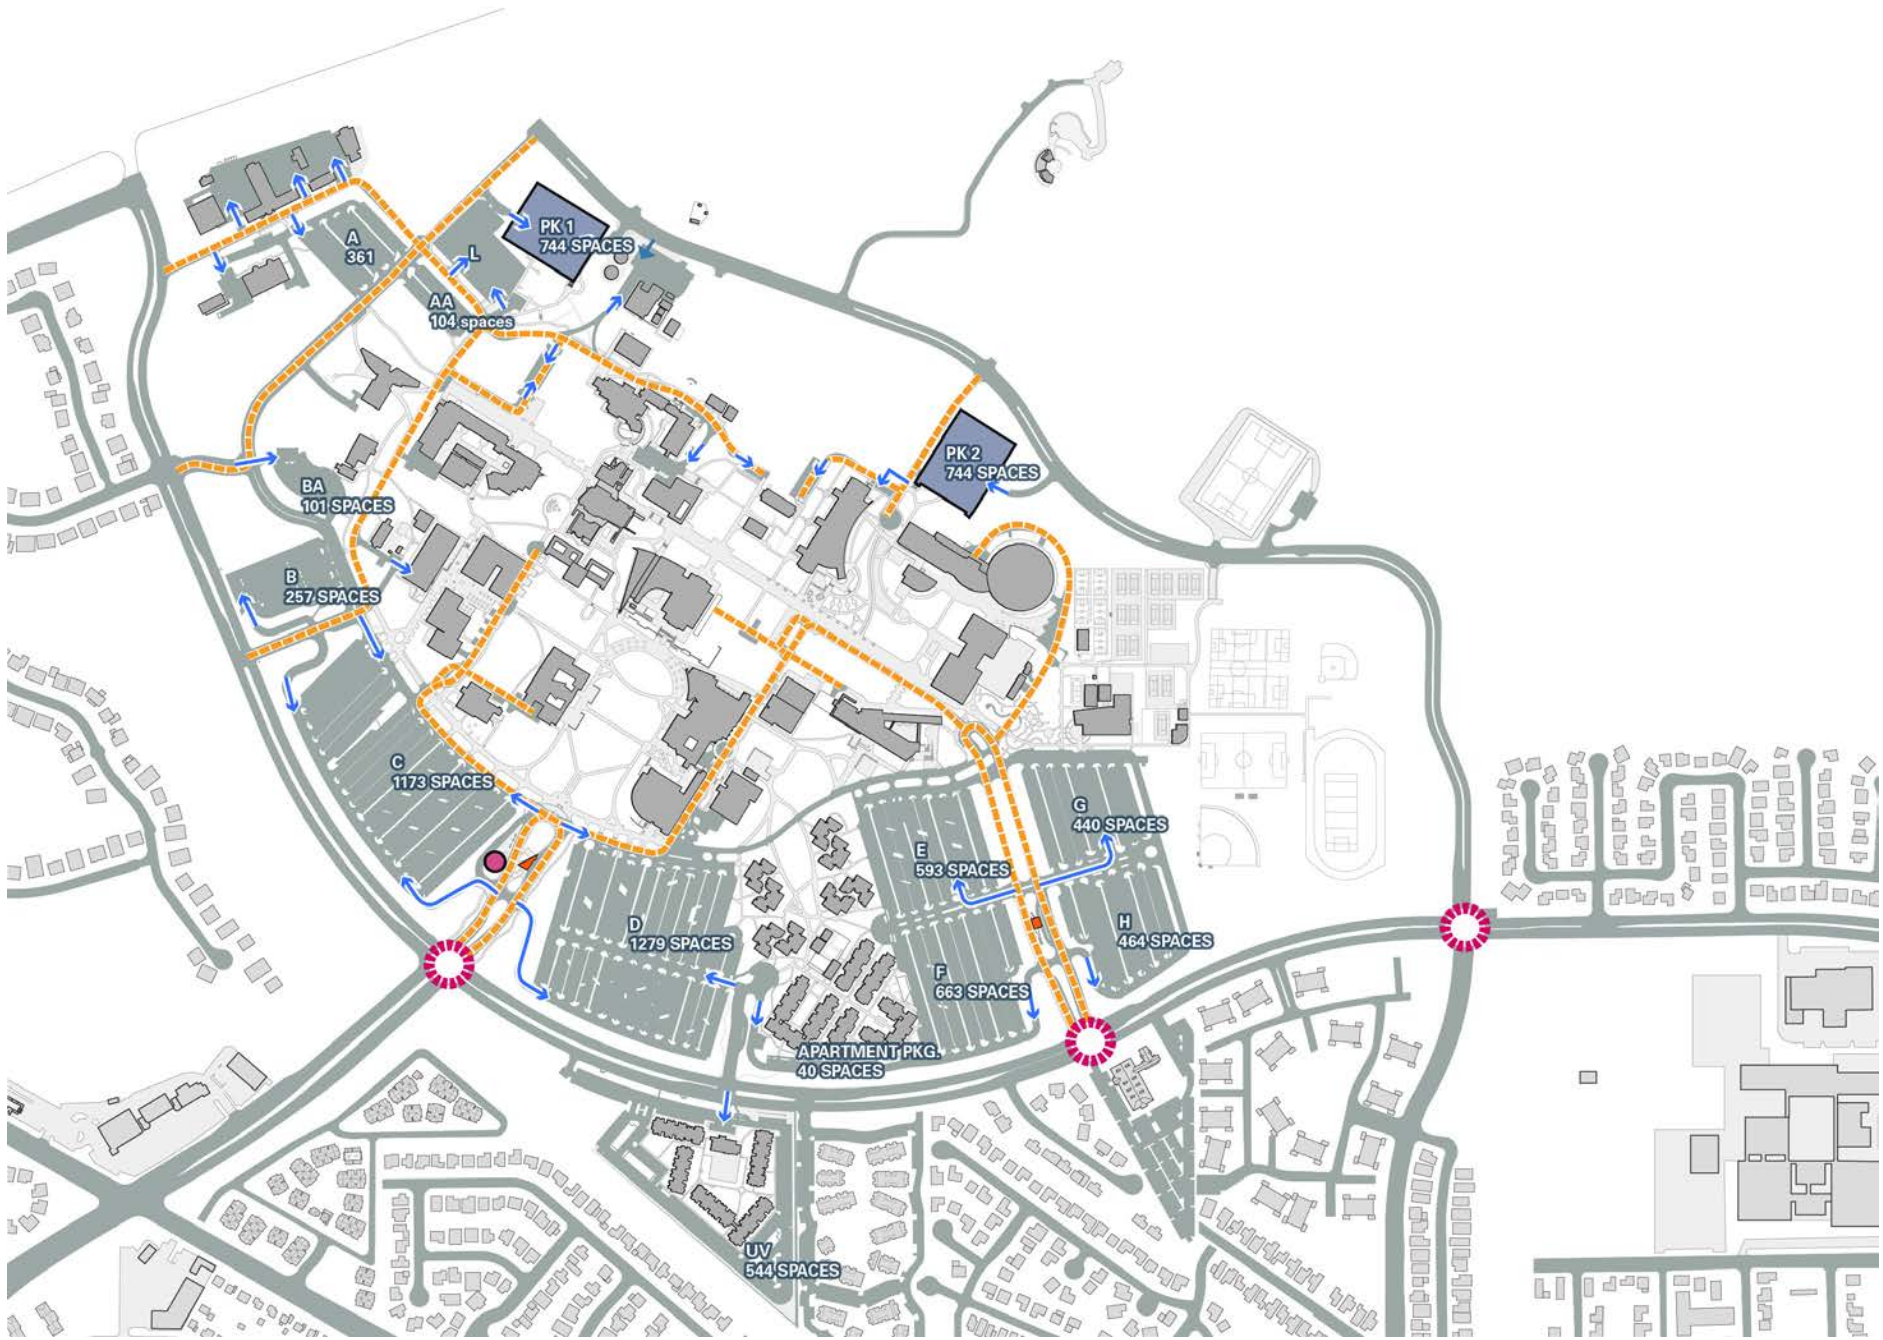 PK 1
744 SPACES
A
361
L
AA
104 spaces
PK 2
744 SPACES
BA
101 SPACES
B
257 SPACES
C
1173 SPACES
G
440 SPACES
E
593 SPACES
D
1279 SPACES
H
464 SPACES
F
663 SPACES
APARTMENT PKG.
40 SPACES
UV
544 SPACES